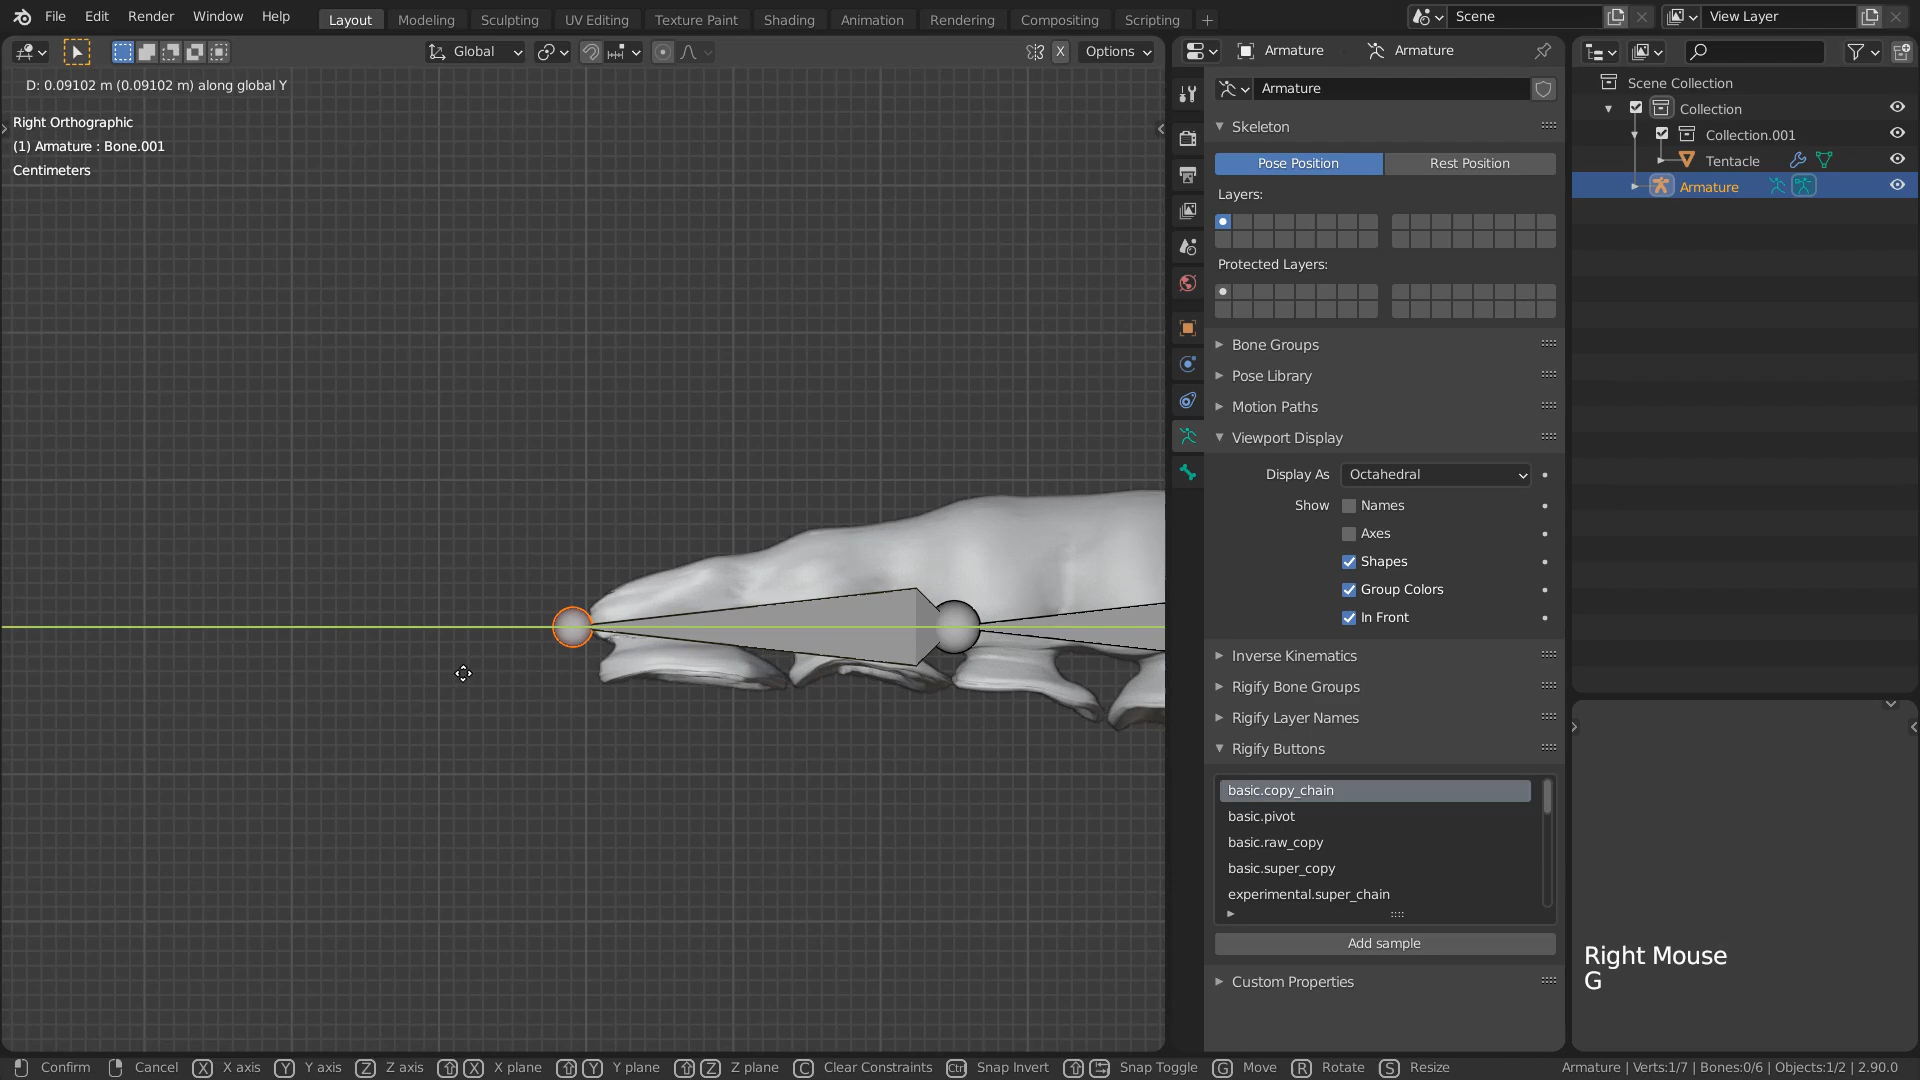 File Edit Render Window Help
Layout Modeling Sculpting UV Editing Texture Paint Shading Animation Rendering Compositing Scripting +
Scene
View Layer
Global
X
Options
Armature
Armature
D: 0.09102 m (0.09102 m) along global Y
Right Orthographic
(1) Armature : Bone.001
Centimeters
Armature
Skeleton
Pose Position
Rest Position
Layers:
Protected Layers:
Bone Groups
Pose Library
Motion Paths
Viewport Display
Display As
Octahedral
Show
Names
Axes
Shapes
Group Colors
In Front
Inverse Kinematics
Rigify Bone Groups
Rigify Layer Names
Rigify Buttons
basic.copy_chain
basic.pivot
basic.raw_copy
basic.super_copy
experimental.super_chain
Add sample
Custom Properties
Scene Collection
Collection
Collection.001
Tentacle
Armature
Right Mouse
G
Confirm Cancel X X axis Y Y axis Z Z axis X X plane Y Y plane Z Z plane C Clear Constraints Ctrl Snap Invert Snap Toggle G Move R Rotate S Resize
Armature | Verts:1/7 | Bones:0/6 | Objects:1/2 | 2.90.0